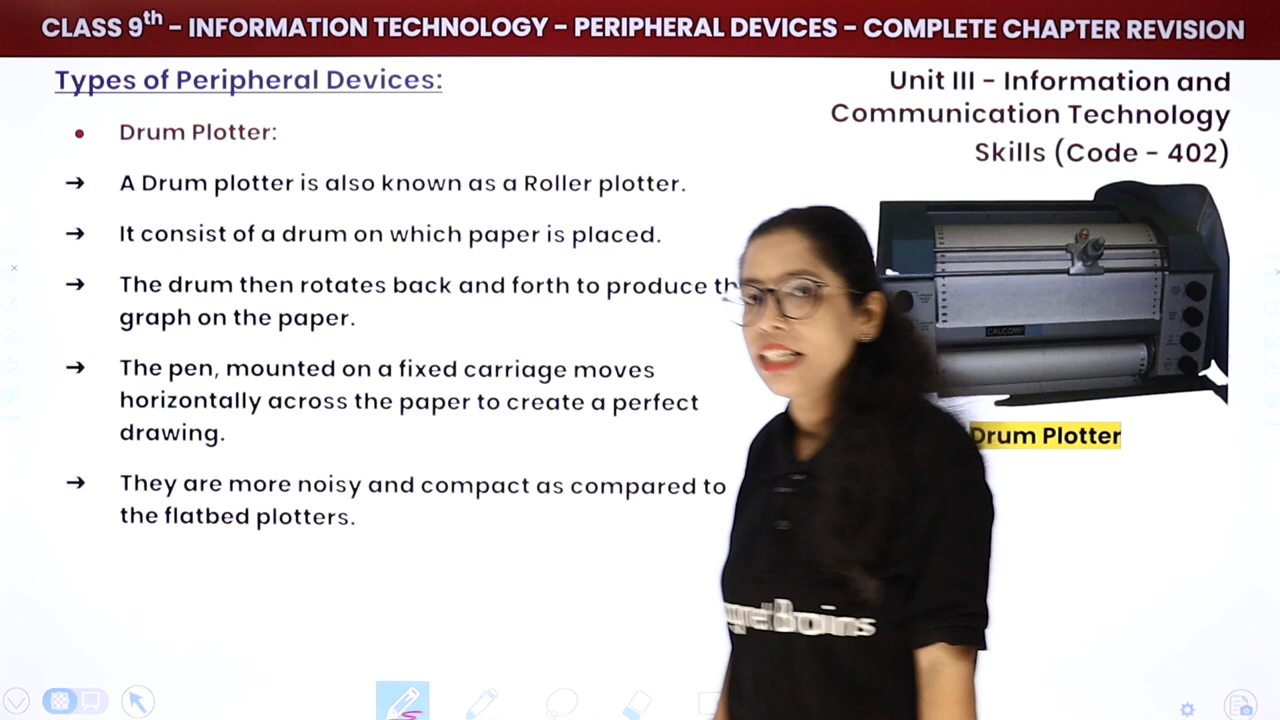 CLASS 9th – INFORMATION TECHNOLOGY – PERIPHERAL DEVICES – COMPLETE CHAPTER REVISION
Types of Peripheral Devices:
Unit III – Information and
Communication Technology
Skills (Code - 402)
• Drum Plotter:
→ A Drum plotter is also known as a Roller plotter.
→ It consist of a drum on which paper is placed.
→ The drum then rotates back and forth to produce
graph on the paper.
→ The pen, mounted on a fixed carriage moves
horizontally across the paper to create a perfect
drawing.
→ They are more noisy and compact as compared to
the flatbed plotters.
CALCOMP
Drum Plotter